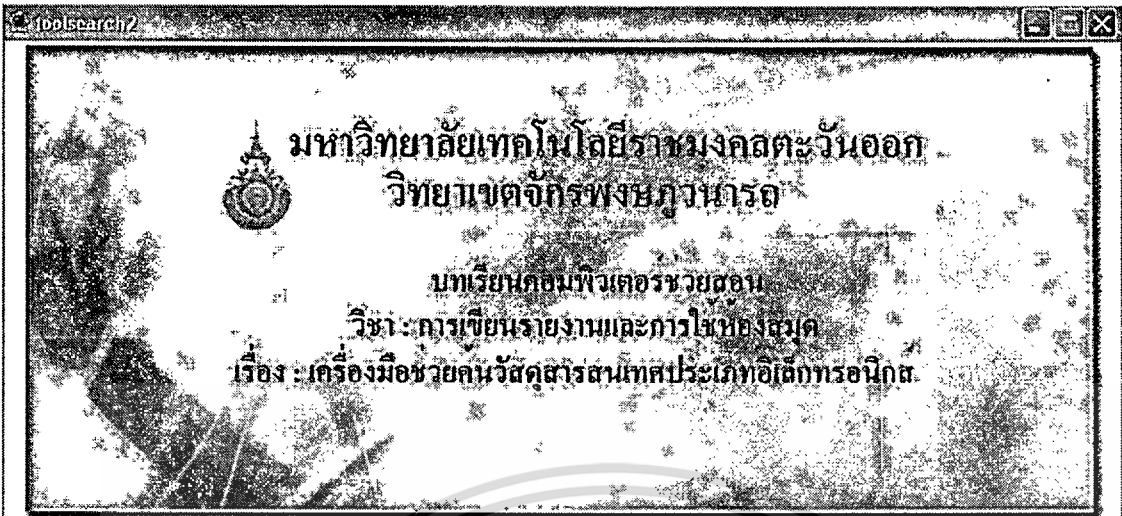 toolsearch2
มหาวิทยาลัยเทคโนโลยีราชมงคลตะวันออก
วิทยาเขตจักรพงษภูวนารถ
บทเรียนคอมพิวเตอร์ช่วยสอน
วิชา : การเขียนรายงานและการใช้ห้องสมุด
เรื่อง : เครื่องมือช่วยค้นวัสดุสารสนเทศประเภทอิเล็กทรอนิกส์